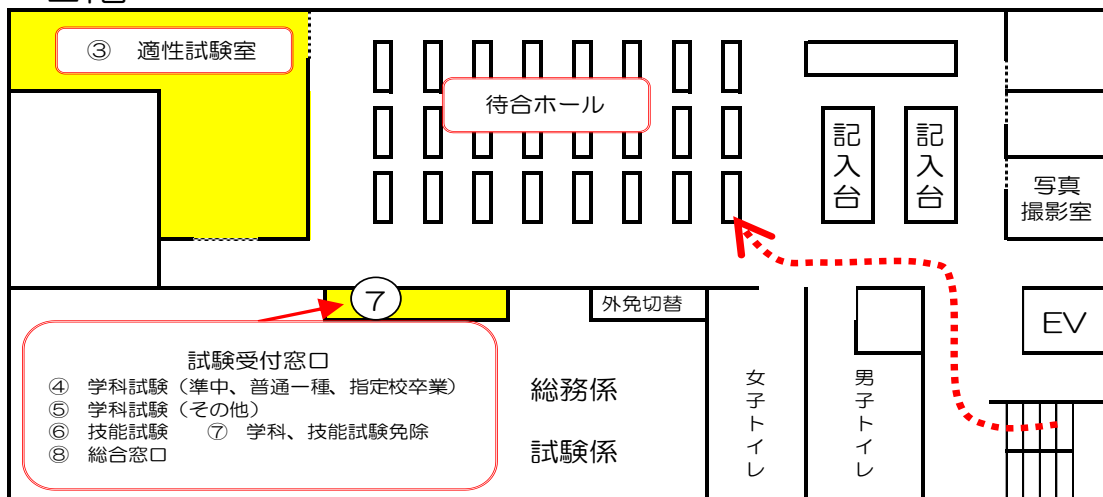 ③ 適性試験室
待合ホール
記入台
記入台
写真
撮影室
⑦
外免切替
EV
試験受付窓口
④ 学科試験（準中、普通一種、指定校卒業）
⑤ 学科試験（その他）
⑥ 技能試験 ⑦ 学科、技能試験免除
⑧ 総合窓口
総務係
試験係
女子トイレ
男子トイレ